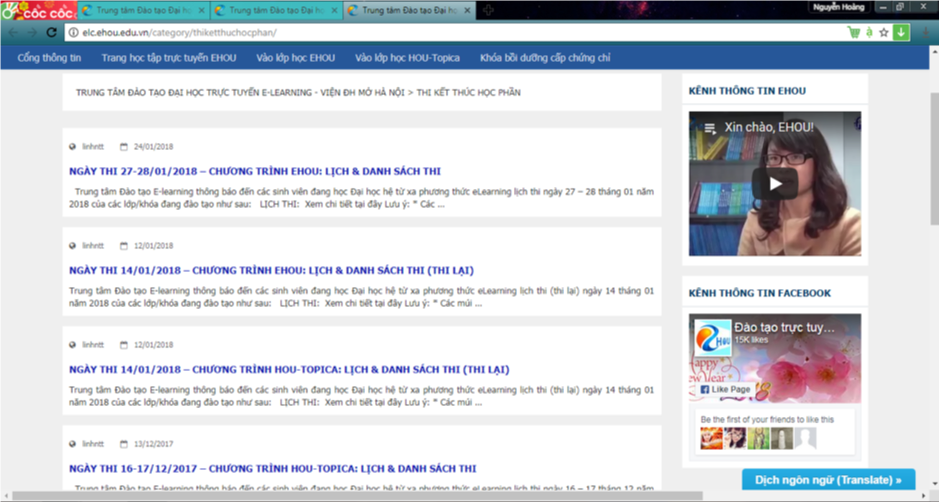 CỐC CỐC
Trung tâm Đào tạo Đại họ
Trung tâm Đào tạo Đại họ
Trung tâm Đào tạo Đại họ
Nguyễn Hoàng
elc.ehou.edu.vn/category/thiketthuchocphan/
Cổng thông tin
Trang học tập trực tuyến EHOU
Vào lớp học EHOU
Vào lớp học HOU-Topica
Khóa bồi dưỡng cấp chứng chỉ
TRUNG TÂM ĐÀO TẠO ĐẠI HỌC TRỰC TUYẾN E-LEARNING - VIỆN ĐH MỞ HÀ NỘI > THI KẾT THÚC HỌC PHẦN
linhntt 24/01/2018
NGÀY THI 27-28/01/2018 – CHƯƠNG TRÌNH EHOU: LỊCH & DANH SÁCH THI
Trung tâm Đào tạo E-learning thông báo đến các sinh viên đang học Đại học hệ từ xa phương thức eLearning lịch thi ngày 27 – 28 tháng 01 năm
2018 của các lớp/khóa đang đào tạo như sau: LỊCH THI: Xem chi tiết tại đây Lưu ý: * Các ...
linhntt 12/01/2018
NGÀY THI 14/01/2018 – CHƯƠNG TRÌNH EHOU: LỊCH & DANH SÁCH THI (THI LẠI)
Trung tâm Đào tạo E-learning thông báo đến các sinh viên đang học Đại học hệ từ xa phương thức eLearning lịch thi (thi lại) ngày 14 tháng 01
năm 2018 của các lớp/khóa đang đào tạo như sau: LỊCH THI: Xem chi tiết tại đây Lưu ý: * Các múi ...
linhntt 12/01/2018
NGÀY THI 14/01/2018 – CHƯƠNG TRÌNH HOU-TOPICA: LỊCH & DANH SÁCH THI (THI LẠI)
Trung tâm Đào tạo E-learning thông báo đến các sinh viên đang học Đại học hệ từ xa phương thức eLearning lịch thi (thi lại) ngày 14 tháng 01
năm 2018 của các lớp/khóa đang đào tạo như sau: LỊCH THI: Xem chi tiết tại đây Lưu ý: * Các múi ...
linhntt 13/12/2017
NGÀY THI 16-17/12/2017 – CHƯƠNG TRÌNH HOU-TOPICA: LỊCH & DANH SÁCH THI
Trung tâm Đào tạo E-learning thông báo đến các sinh viên đang học Đại học hệ từ xa phương thức eLearning lịch thi ngày 16 – 17 tháng 12 năm
KÊNH THÔNG TIN EHOU
Xin chào, EHOU!
KÊNH THÔNG TIN FACEBOOK
EHOU
Đào tạo trực tuy...
15K likes
Happy
New Year
Like Page
Be the first of your friends to like this
Dịch ngôn ngữ (Translate) »